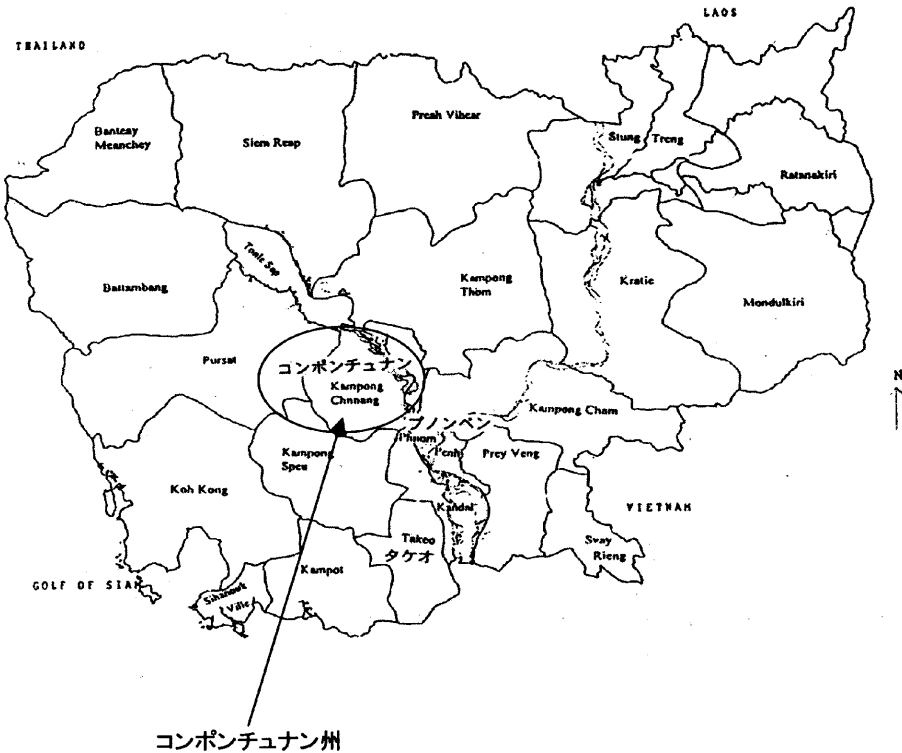 LAOS
THAILAND
Banteay
Meanchey
Siem Reap
Preah Vihear
Stung Treng
Ratanakiri
Tonle Sap
Battambang
Kampong
Thom
Kratie
Mondulkiri
Pursat
コンポンチュナン
Kampong
Chnnang
N
Kampong Cham
プノンペン
Phnom
Penh
Prey Veng
Kampong
Speu
Koh Kong
Kandal
VIETNAM
Takeo
タケオ
Svay
Rieng
Kampot
GOLF OF SIAM
Sihanouk
Ville
コンポンチュナン州